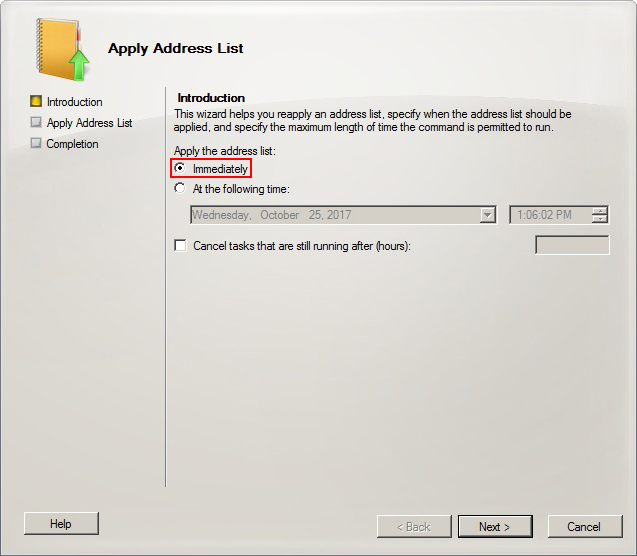 Apply Address List
Introduction
Apply Address List
Completion
Introduction
This wizard helps you reapply an address list, specify when the address list should be
applied, and specify the maximum length of time the command is permitted to run.
Apply the address list:
Immediately
At the following time:
Wednesday, October 25, 2017
1:06:02 PM
Cancel tasks that are still running after (hours):
Help
< Back
Next >
Cancel